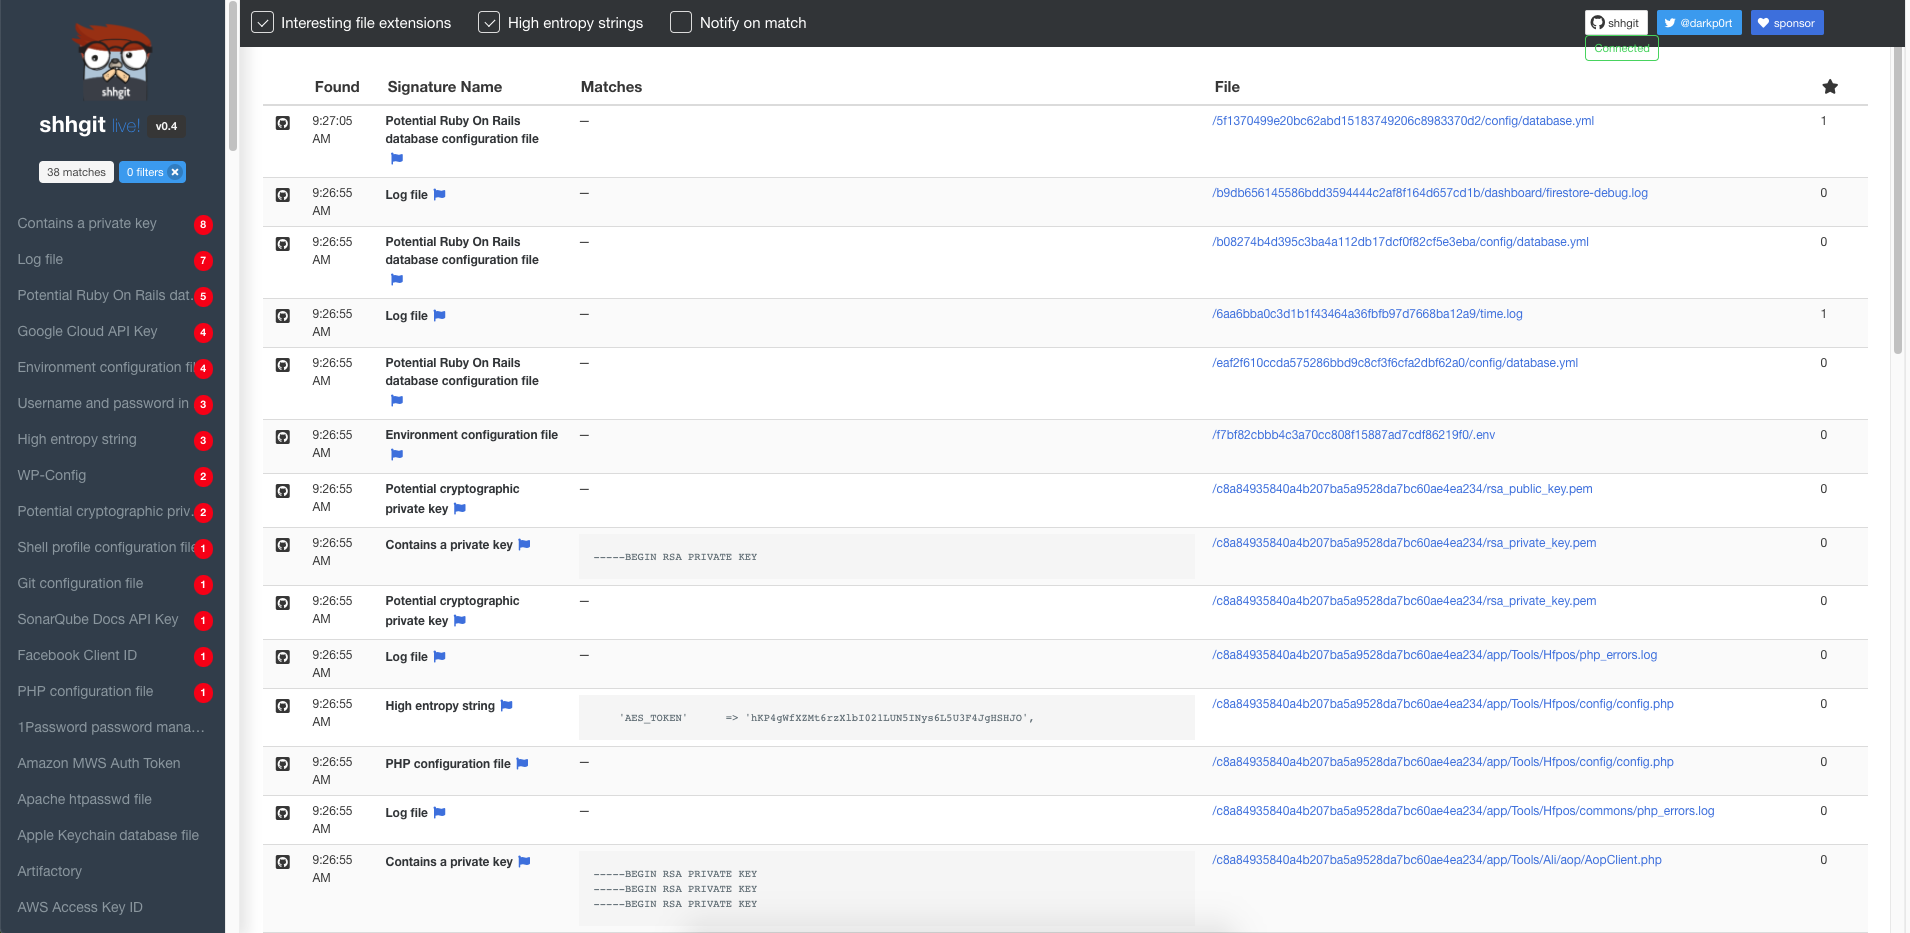 Interesting file extensions High entropy strings Notify on match
shhgit @darkp0rt sponsor
Connected
shhgit
shhgit live! v0.4
38 matches 0 filters
Contains a private key 8
Log file 7
Potential Ruby On Rails dat. 5
Google Cloud API Key 4
Environment configuration fil 4
Username and password in 3
High entropy string 3
WP-Config 2
Potential cryptographic priv. 2
Shell profile configuration file 1
Git configuration file 1
SonarQube Docs API Key 1
Facebook Client ID 1
PHP configuration file 1
1Password password mana…
Amazon MWS Auth Token
Apache htpasswd file
Apple Keychain database file
Artifactory
AWS Access Key ID
Found Signature Name Matches File
9:27:05 Potential Ruby On Rails — /5f1370499e20bc62abd15183749206c8983370d2/config/database.yml 1
AM database configuration file
9:26:55 Log file — /b9db656145586bdd3594444c2af8f164d657cd1b/dashboard/firestore-debug.log 0
AM
9:26:55 Potential Ruby On Rails — /b08274b4d395c3ba4a112db17dcf0f82cf5e3eba/config/database.yml 0
AM database configuration file
9:26:55 Log file — /6aa6bba0c3d1b1f43464a36fbfb97d7668ba12a9/time.log 1
AM
9:26:55 Potential Ruby On Rails — /eaf2f610ccda575286bbd9c8cf3f6cfa2dbf62a0/config/database.yml 0
AM database configuration file
9:26:55 Environment configuration file — /f7bf82cbbb4c3a70cc808f15887ad7cdf86219f0/.env 0
AM
9:26:55 Potential cryptographic — /c8a84935840a4b207ba5a9528da7bc60ae4ea234/rsa_public_key.pem 0
AM private key
9:26:55 Contains a private key /c8a84935840a4b207ba5a9528da7bc60ae4ea234/rsa_private_key.pem 0
AM -----BEGIN RSA PRIVATE KEY
9:26:55 Potential cryptographic — /c8a84935840a4b207ba5a9528da7bc60ae4ea234/rsa_private_key.pem 0
AM private key
9:26:55 Log file — /c8a84935840a4b207ba5a9528da7bc60ae4ea234/app/Tools/Hfpos/php_errors.log 0
AM
9:26:55 High entropy string /c8a84935840a4b207ba5a9528da7bc60ae4ea234/app/Tools/Hfpos/config/config.php 0
AM 'AES_TOKEN' => 'hKP4gWfXZMt6rzXlbI021LUN5INys6L5U3F4JgHSHJO',
9:26:55 PHP configuration file — /c8a84935840a4b207ba5a9528da7bc60ae4ea234/app/Tools/Hfpos/config/config.php 0
AM
9:26:55 Log file — /c8a84935840a4b207ba5a9528da7bc60ae4ea234/app/Tools/Hfpos/commons/php_errors.log 0
AM
9:26:55 Contains a private key /c8a84935840a4b207ba5a9528da7bc60ae4ea234/app/Tools/Ali/aop/AopClient.php 0
AM -----BEGIN RSA PRIVATE KEY
-----BEGIN RSA PRIVATE KEY
-----BEGIN RSA PRIVATE KEY